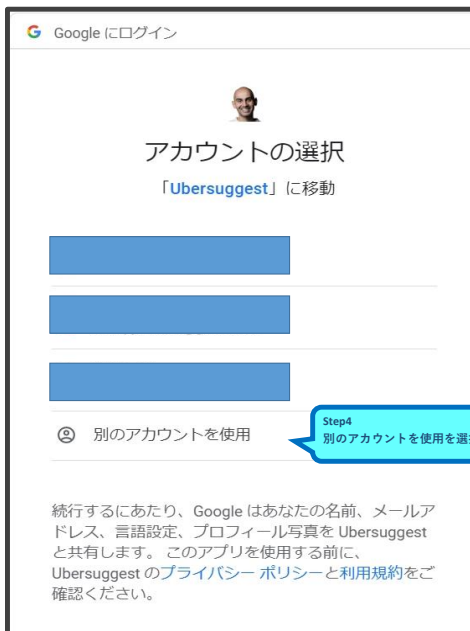 Google にログイン
アカウントの選択
「Ubersuggest」に移動
別のアカウントを使用
Step4
別のアカウントを使用を選
続行するにあたり、Google はあなたの名前、メールア
ドレス、言語設定、プロフィール写真を Ubersuggest
と共有します。 このアプリを使用する前に、
Ubersuggest のプライバシー ポリシーと利用規約をご
確認ください。